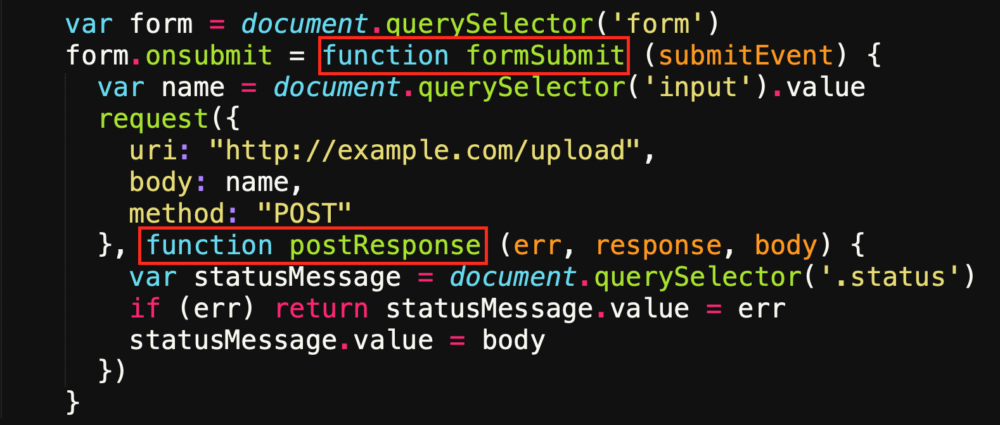 var form = document.querySelector('form')
form.onsubmit = function formSubmit (submitEvent) {
  var name = document.querySelector('input').value
  request({
    uri: "http://example.com/upload",
    body: name,
    method: "POST"
  }, function postResponse (err, response, body) {
    var statusMessage = document.querySelector('.status')
    if (err) return statusMessage.value = err
    statusMessage.value = body
  })
}